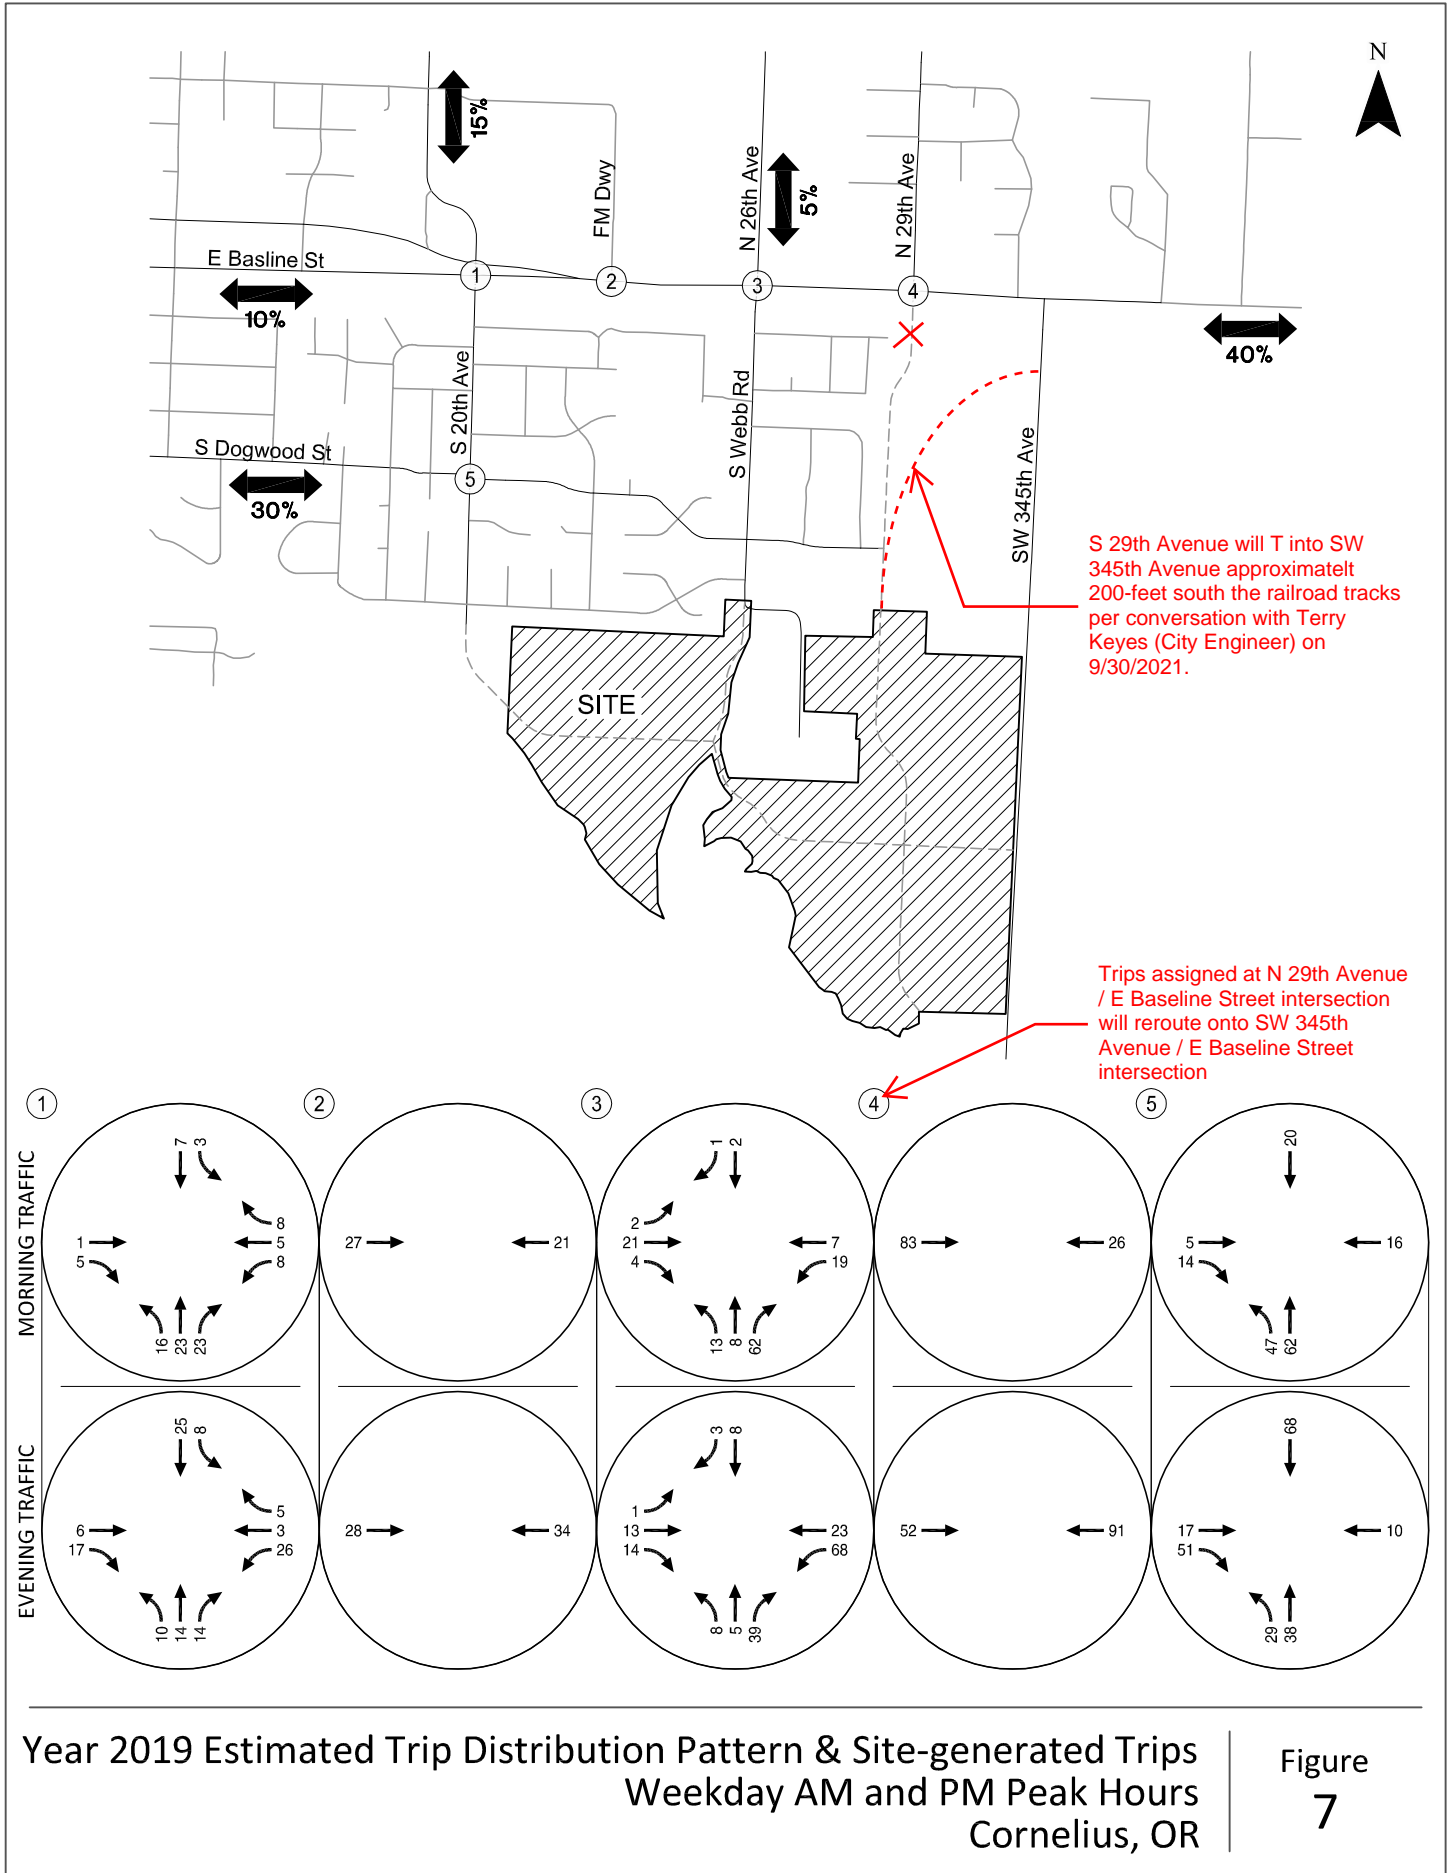 N
15%
FM Dwy
N 26th Ave
5%
N 29th Ave
E Basline St
10%
1
2
3
4
40%
S 20th Ave
S Webb Rd
SW 345th Ave
S Dogwood St
30%
5
S 29th Avenue will T into SW
345th Avenue approximatelt
200-feet south the railroad tracks
per conversation with Terry
Keyes (City Engineer) on
9/30/2021.
SITE
Trips assigned at N 29th Avenue
/ E Baseline Street intersection
will reroute onto SW 345th
Avenue / E Baseline Street
intersection
1
2
3
4
5
MORNING TRAFFIC
7 3
8
1 5
5 8
16 23 23
27 21
1 2
2
21 7
4 19
13 8 62
83 26
20
5 16
14
47 62
EVENING TRAFFIC
25 8
5
6 3
17 26
10 14 14
28 34
3 8
1
13 23
14 68
8 5 39
52 91
68
17 10
51
29 38
Year 2019 Estimated Trip Distribution Pattern & Site-generated Trips
Weekday AM and PM Peak Hours
Cornelius, OR
Figure
7